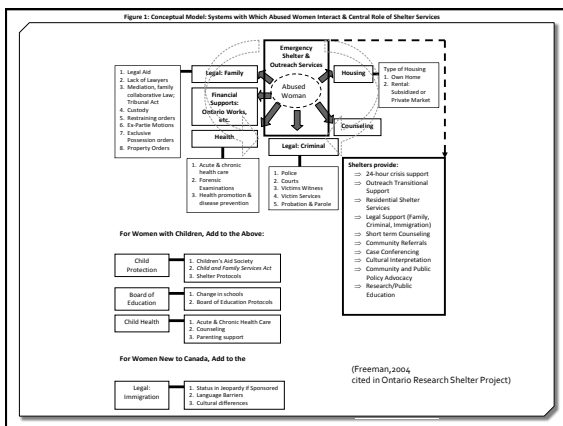 Figure 1: Conceptual Model: Systems with Which Abused Women Interact & Central Role of Shelter Services
Emergency
Shelter &
Outreach Services
Abused
Woman
1. Legal Aid
2. Lack of Lawyers
3. Mediation, family
collaborative Law;
Tribunal Act
4. Custody
5. Restraining orders
6. Ex-Partie Motions
7. Exclusive
Possession orders
8. Property Orders
Legal: Family
Financial
Supports:
Ontario Works,
etc.
Health
1. Acute & chronic
health care
2. Forensic
Examinations
3. Health promotion &
disease prevention
Legal: Criminal
1. Police
2. Courts
3. Victims Witness
4. Victim Services
5. Probation & Parole
Housing
Type of Housing
1. Own Home
2. Rental:
Subsidized or
Private Market
Counseling
Shelters provide:
⇒ 24-hour crisis support
⇒ Outreach Transitional
Support
⇒ Residential Shelter
Services
⇒ Legal Support (Family,
Criminal, Immigration)
⇒ Short term Counseling
⇒ Community Referrals
⇒ Case Conferencing
⇒ Cultural Interpretation
⇒ Community and Public
Policy Advocacy
⇒ Research/Public
Education
For Women with Children, Add to the Above:
Child
Protection
1. Children's Aid Society
2. Child and Family Services Act
3. Shelter Protocols
Board of
Education
1. Change in schools
2. Board of Education Protocols
Child Health
1. Acute & Chronic Health Care
2. Counseling
3. Parenting support
For Women New to Canada, Add to the
Legal:
Immigration
1. Status in Jeopardy if Sponsored
2. Language Barriers
3. Cultural differences
(Freeman,2004
cited in Ontario Research Shelter Project)